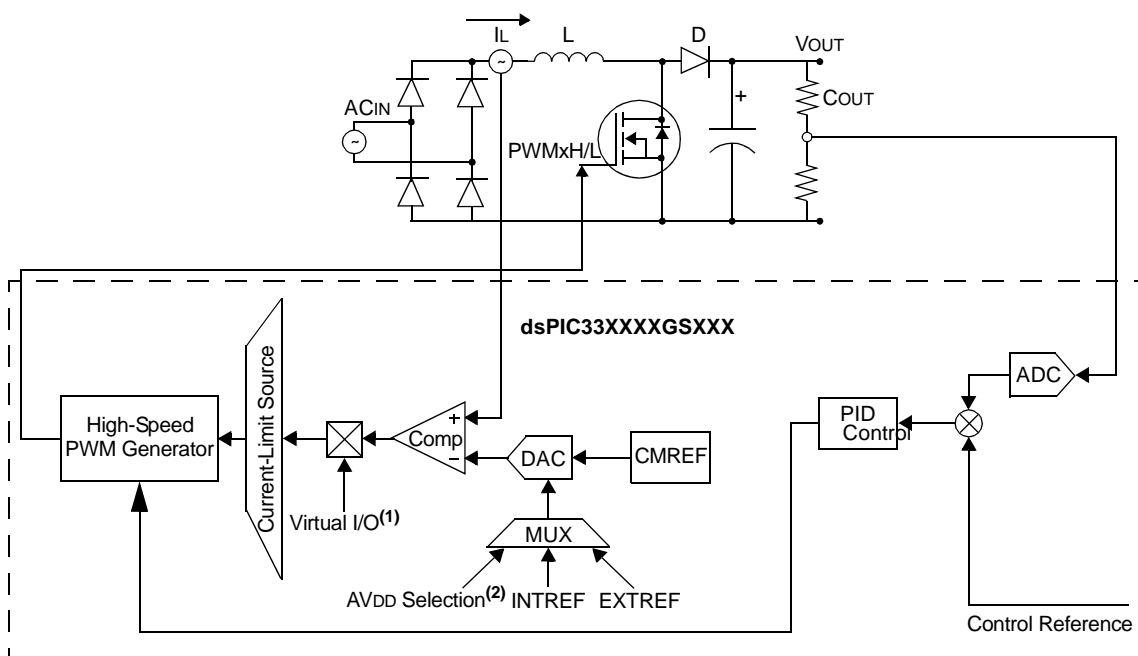 IL
L
D
VOUT
ACIN
+
COUT
PWMxH/L
dsPIC33XXXXGSXXX
ADC
High-Speed
PWM Generator
Current-Limit Source
Comp
+
–
DAC
CMREF
PID
Control
Virtual I/O(1)
MUX
AVDD Selection(2)
INTREF
EXTREF
Control Reference